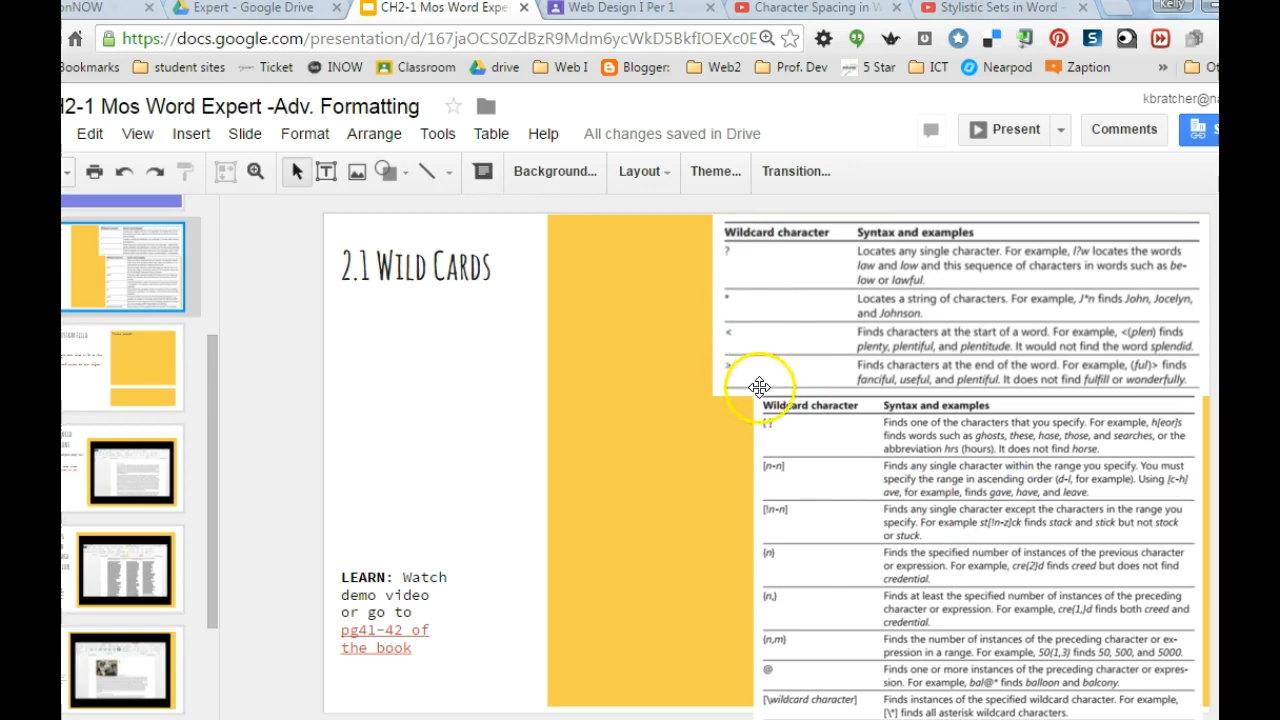 onNOW
Expert - Google Drive
CH2-1 Mos Word Expe
Web Design I Per 1
Character Spacing in W
Stylistic Sets in Word -
Kelly
https://docs.google.com/presentation/d/167jaOCS0ZdBzR9Mdm6ycWkD5BkfIOEXc0E
Bookmarks
student sites
Ticket
INOW
Classroom
drive
Web I
Blogger:
Web2
Prof. Dev
5 Star
ICT
Nearpod
Zaption
»
Ot
CH2-1 Mos Word Expert -Adv. Formatting
kbratcher@na
Edit View Insert Slide Format Arrange Tools Table Help All changes saved in Drive
Present
Comments
S
Background...
Layout
Theme...
Transition...
2.1 Wild Cards
LEARN: Watch
demo video
or go to
pg41-42 of
the book
Wildcard character Syntax and examples
? Locates any single character. For example, l?w locates the words
law and low and this sequence of characters in words such as be-
low or lawful.
* Locates a string of characters. For example, J*n finds John, Jocelyn,
and Johnson.
< Finds characters at the start of a word. For example, <(plen) finds
plenty, plentiful, and plentitude. It would not find the word splendid.
> Finds characters at the end of the word. For example, (ful)> finds
fanciful, useful, and plentiful. It does not find fulfill or wonderfully.
Wildcard character Syntax and examples
[ ] Finds one of the characters that you specify. For example, h[eor]s
finds words such as ghosts, these, hose, those, and searches, or the
abbreviation hrs (hours). It does not find horse.
[n-n] Finds any single character within the range you specify. You must
specify the range in ascending order (d-l, for example). Using [c-h]
ave, for example, finds gave, have, and leave.
[!n-n] Finds any single character except the characters in the range you
specify. For example st[!n-z]ck finds stack and stick but not stock
or stuck.
{n} Finds the specified number of instances of the previous character
or expression. For example, cre{2}d finds creed but does not find
credential.
{n,} Finds at least the specified number of instances of the preceding
character or expression. For example, cre{1,}d finds both creed and
credential.
{n,m} Finds the number of instances of the preceding character or ex-
pression in a range. For example, 50{1,3} finds 50, 500, and 5000.
@ Finds one or more instances of the preceding character or expres-
sion. For example, bal@* finds balloon and balcony.
[\wildcard character] Finds instances of the specified wildcard character. For example,
[\*] finds all asterisk wildcard characters.